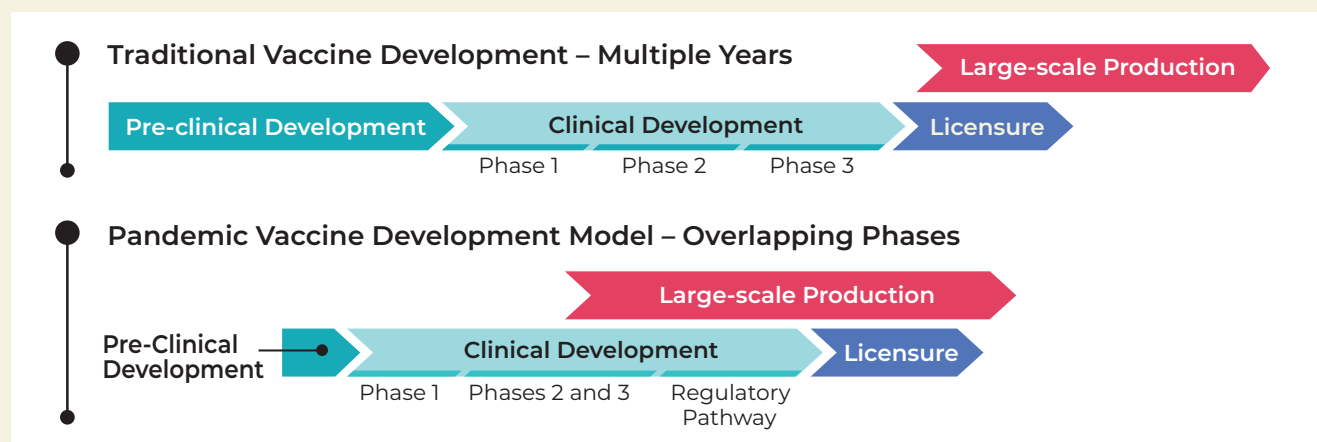 Traditional Vaccine Development – Multiple Years
Large-scale Production
Pre-clinical Development
Clinical Development
Licensure
Phase 1
Phase 2
Phase 3
Pandemic Vaccine Development Model – Overlapping Phases
Large-scale Production
Pre-Clinical
Development
Clinical Development
Licensure
Phase 1
Phases 2 and 3
Regulatory
Pathway